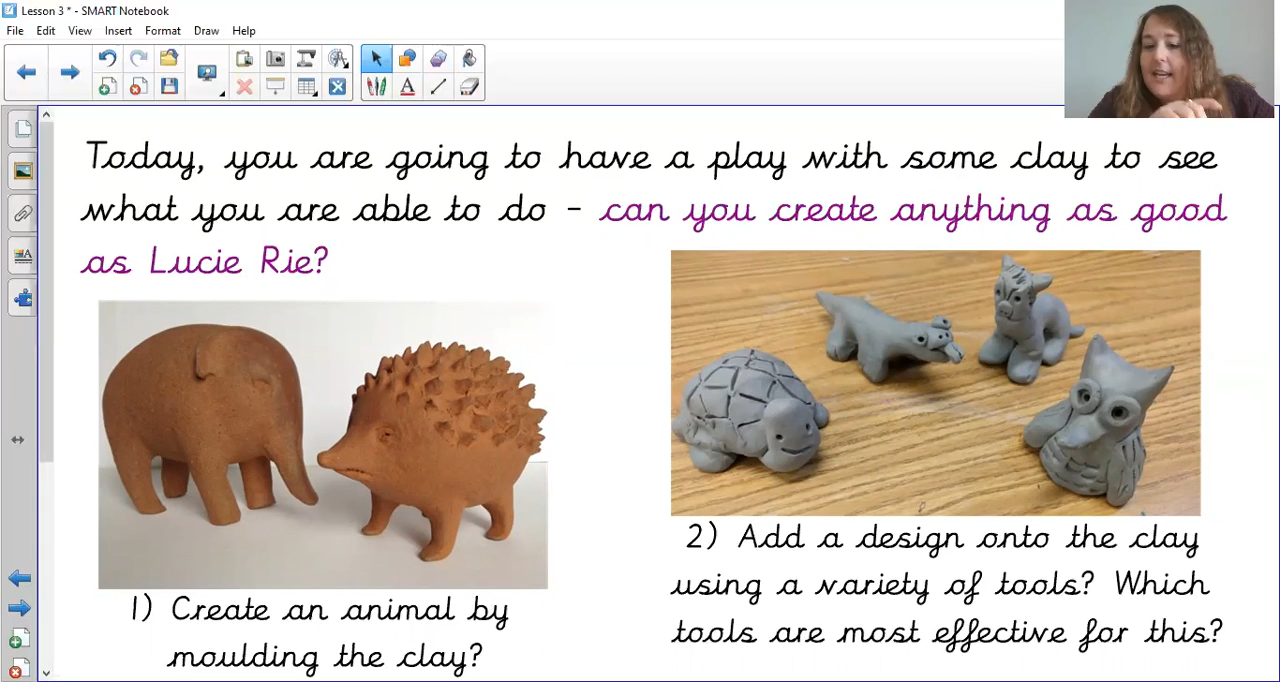 Lesson 3 * - SMART Notebook
File Edit View Insert Format Draw Help
Today, you are going to have a play with some clay to see
what you are able to do - can you create anything as good
as Lucie Rie?
1) Create an animal by
moulding the clay?
2) Add a design onto the clay
using a variety of tools? Which
tools are most effective for this?